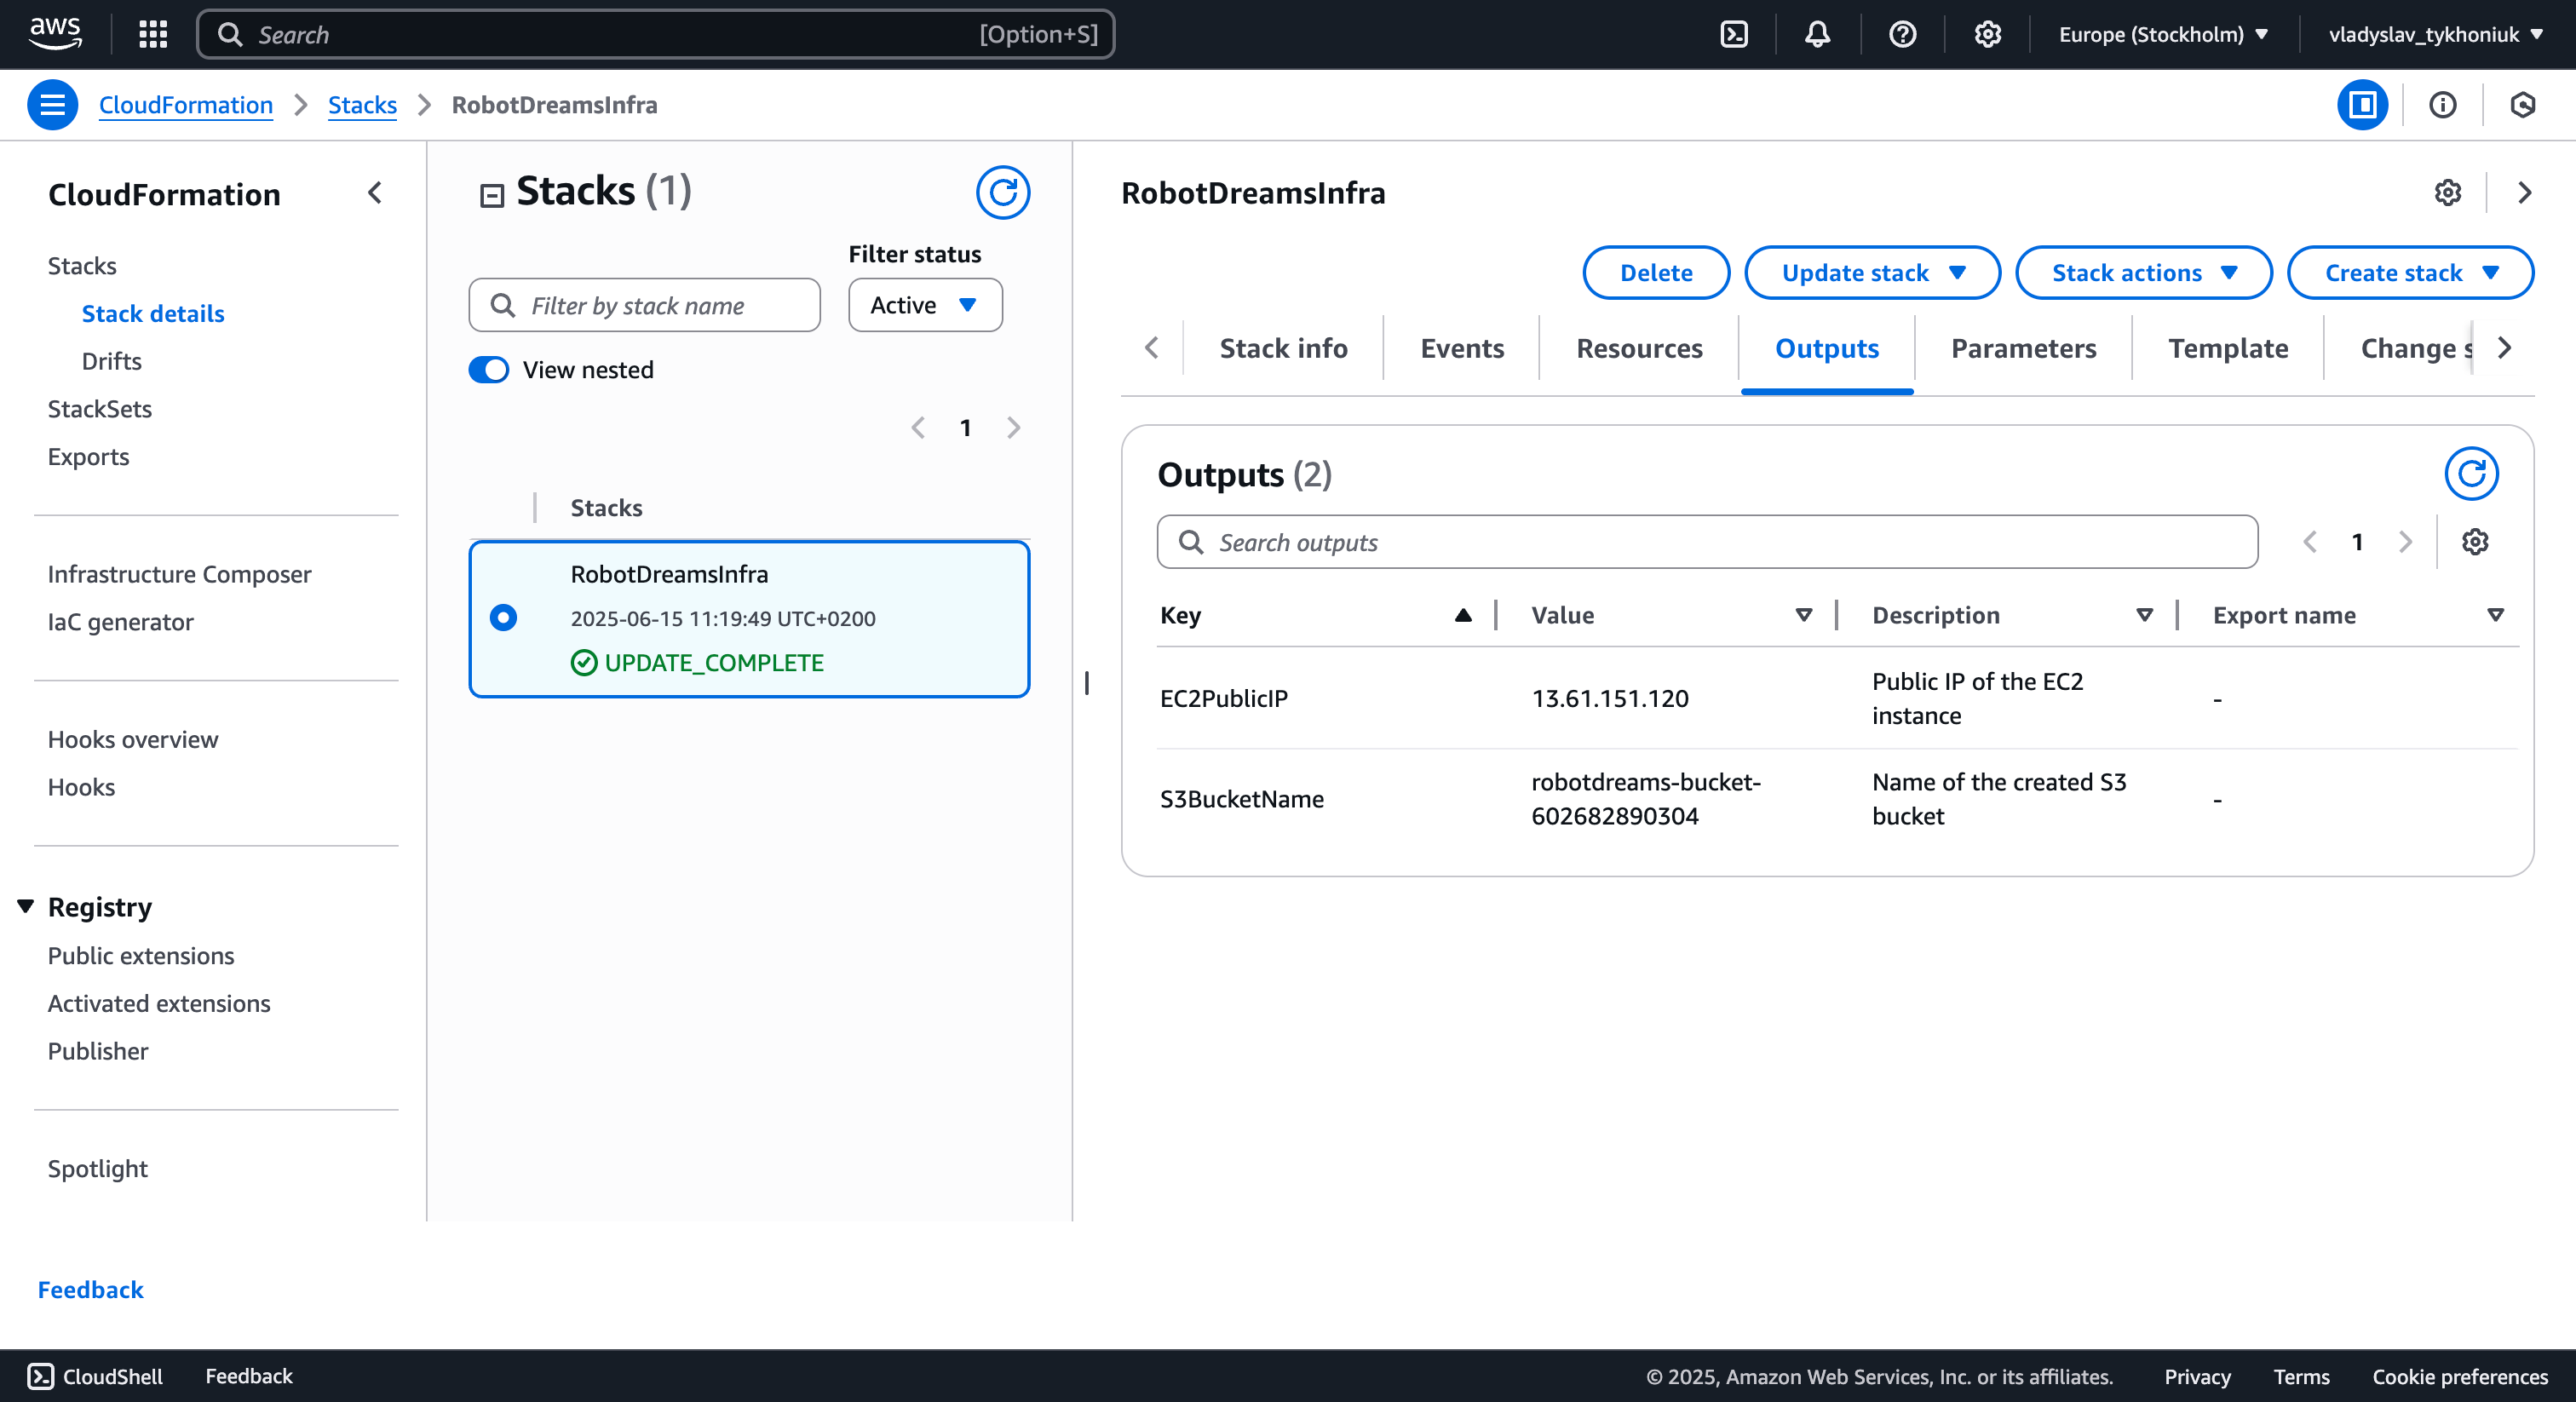 aws
Search [Option+S]
Europe (Stockholm)
vladyslav_tykhoniuk
CloudFormation
Stacks
RobotDreamsInfra
CloudFormation
Stacks
Stack details
Drifts
StackSets
Exports
Infrastructure Composer
IaC generator
Hooks overview
Hooks
Registry
Public extensions
Activated extensions
Publisher
Spotlight
Feedback
Stacks (1)
Filter status
Filter by stack name
Active
View nested
1
Stacks
RobotDreamsInfra
2025-06-15 11:19:49 UTC+0200
UPDATE_COMPLETE
RobotDreamsInfra
Delete
Update stack
Stack actions
Create stack
Stack info
Events
Resources
Outputs
Parameters
Template
Change s
Outputs (2)
Search outputs
1
Key Value Description Export name
EC2PublicIP 13.61.151.120 Public IP of the EC2
instance -
S3BucketName robotdreams-bucket-
602682890304 Name of the created S3
bucket -
CloudShell
Feedback
© 2025, Amazon Web Services, Inc. or its affiliates.
Privacy
Terms
Cookie preferences